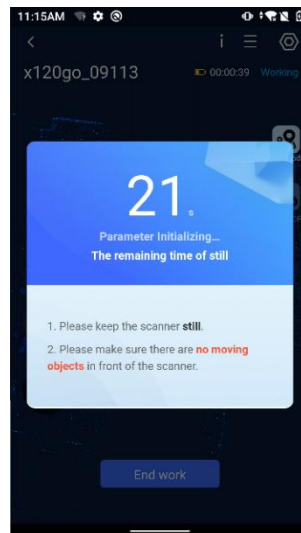 11:15AM
x120go_09113
00:00:39 Working
21s
Parameter Initializing...
The remaining time of still
1. Please keep the scanner still.
2. Please make sure there are no moving
objects in front of the scanner.
End work